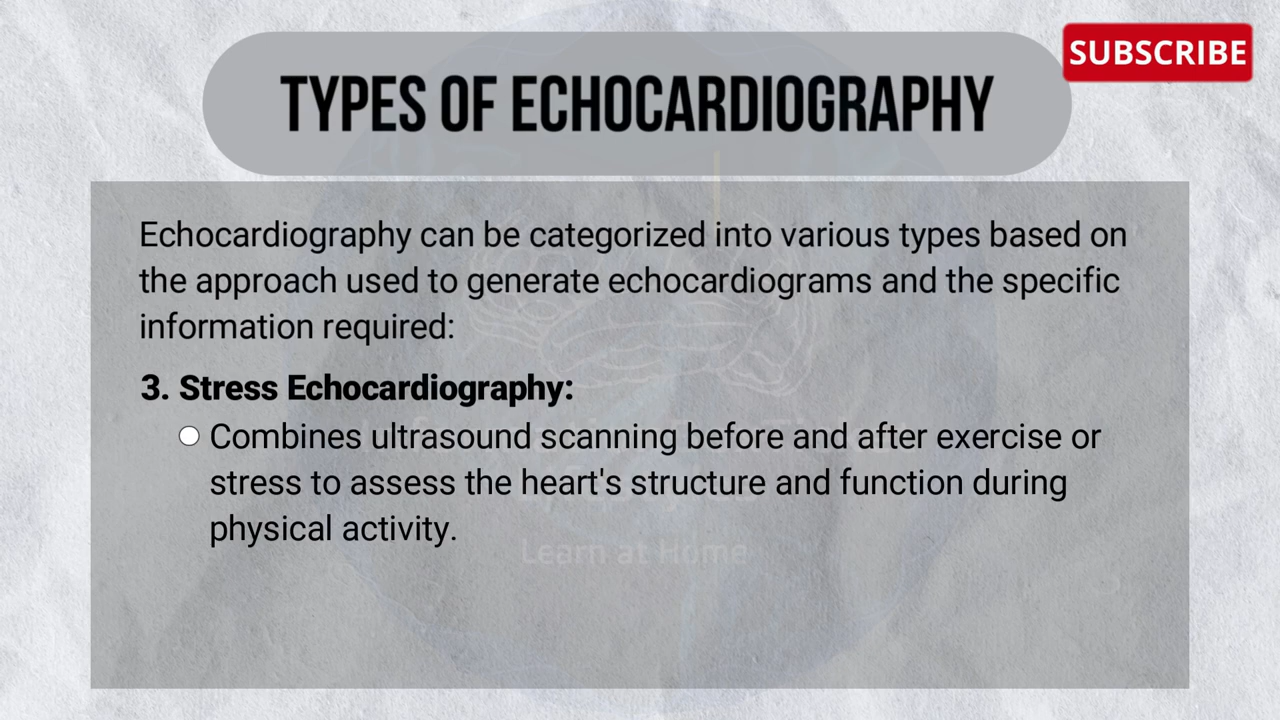 SUBSCRIBE
TYPES OF ECHOCARDIOGRAPHY
Echocardiography can be categorized into various types based on
the approach used to generate echocardiograms and the specific
information required:
3. Stress Echocardiography:
Combines ultrasound scanning before and after exercise or
stress to assess the heart's structure and function during
physical activity.
Learn at Home